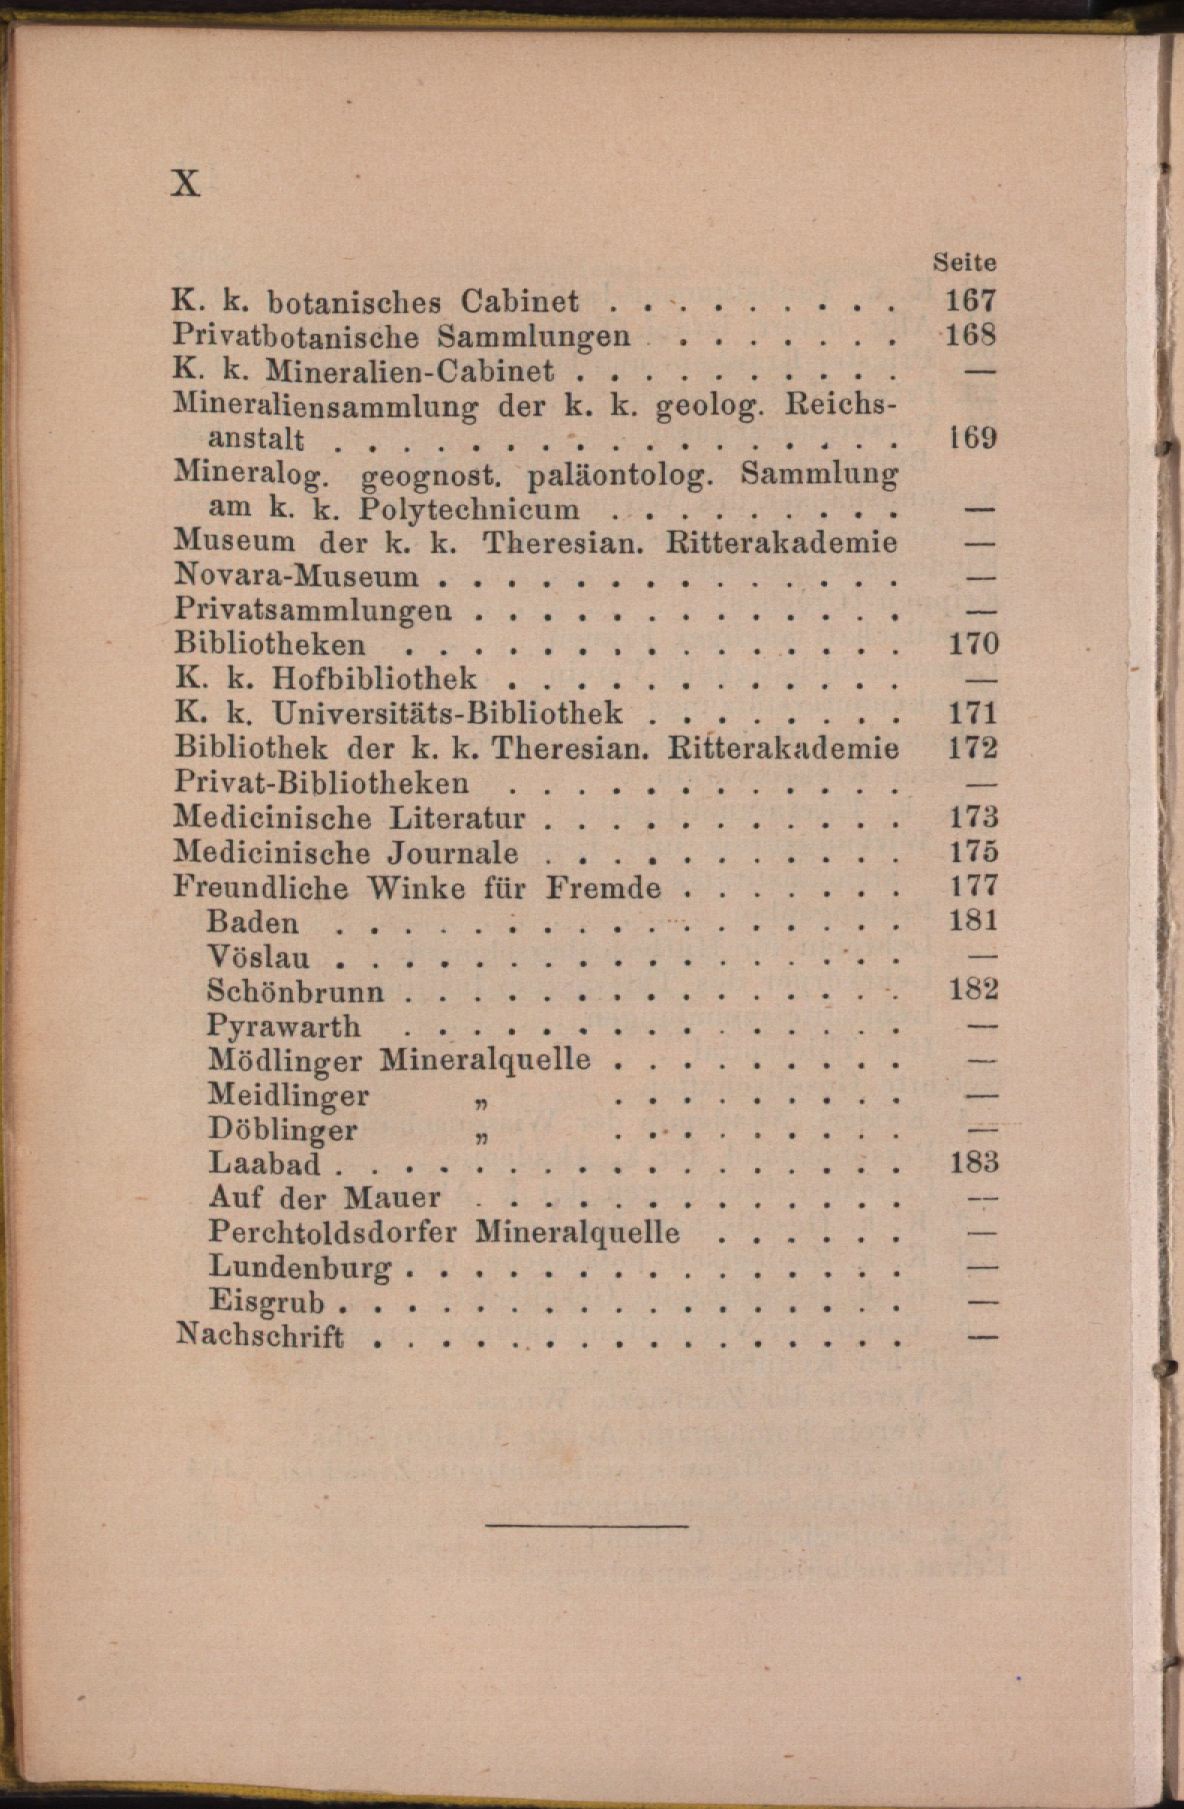 X
Seite
K. k. botanisches Cabinet . . . . . . . . . 167
Privatbotanische Sammlungen . . . . . . . . 168
K. k. Mineralien-Cabinet . . . . . . . . . . —
Mineraliensammlung der k. k. geolog. Reichs-
anstalt . . . . . . . . . . . . . . . . . 169
Mineralog. geognost. paläontolog. Sammlung
am k. k. Polytechnicum . . . . . . . . . —
Museum der k. k. Theresian. Ritterakademie —
Novara-Museum . . . . . . . . . . . . . . —
Privatsammlungen . . . . . . . . . . . . . —
Bibliotheken . . . . . . . . . . . . . . . 170
K. k. Hofbibliothek . . . . . . . . . . . . —
K. k. Universitäts-Bibliothek . . . . . . . . 171
Bibliothek der k. k. Theresian. Ritterakademie 172
Privat-Bibliotheken . . . . . . . . . . . . —
Medicinische Literatur . . . . . . . . . . . 173
Medicinische Journale . . . . . . . . . . . 175
Freundliche Winke für Fremde . . . . . . . 177
Baden . . . . . . . . . . . . . . . . . 181
Vöslau . . . . . . . . . . . . . . . . . —
Schönbrunn . . . . . . . . . . . . . . . 182
Pyrawarth . . . . . . . . . . . . . . . —
Mödlinger Mineralquelle . . . . . . . . . —
Meidlinger „ . . . . . . . . . —
Döblinger „ . . . . . . . . . —
Laabad . . . . . . . . . . . . . . . . . 183
Auf der Mauer . . . . . . . . . . . . . —
Perchtoldsdorfer Mineralquelle . . . . . . —
Lundenburg . . . . . . . . . . . . . . . —
Eisgrub . . . . . . . . . . . . . . . . . —
Nachschrift . . . . . . . . . . . . . . . . —